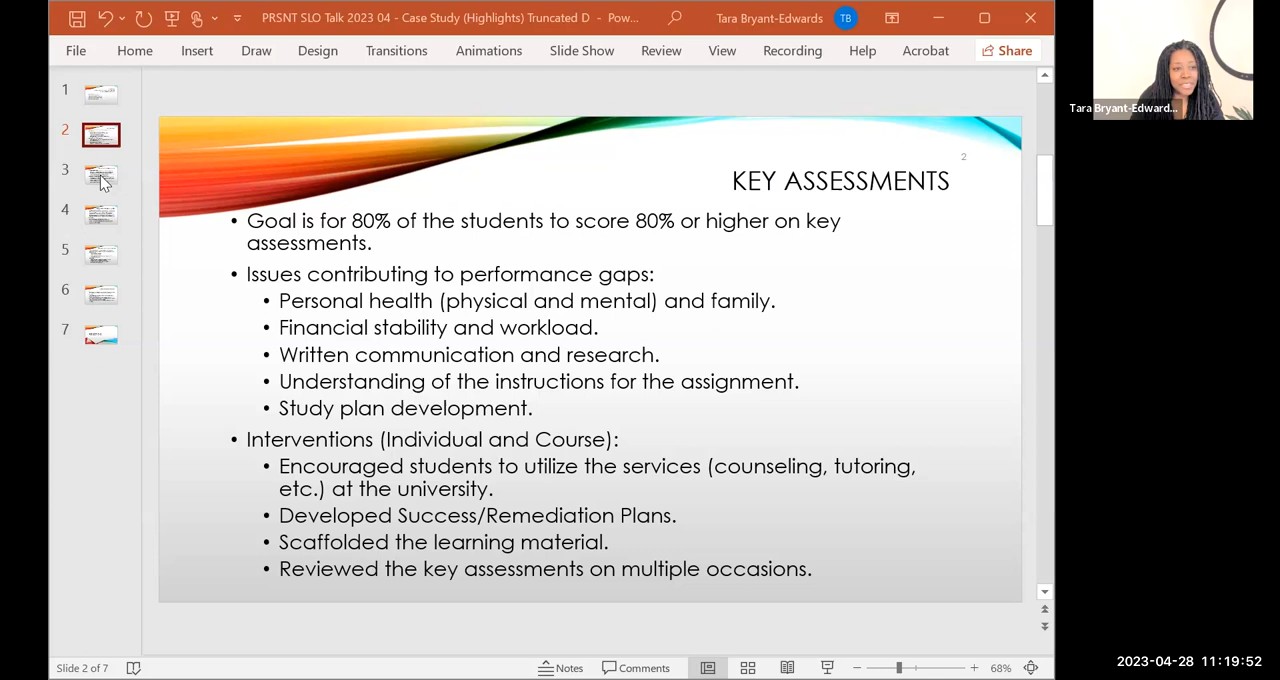 PRSNT SLO Talk 2023 04 - Case Study (Highlights) Truncated D - Pow...
Tara Bryant-Edwards
TB
File Home Insert Draw Design Transitions Animations Slide Show Review View Recording Help Acrobat Share
Tara Bryant-Edward...
1
2
3
4
5
6
7
2
KEY ASSESSMENTS
• Goal is for 80% of the students to score 80% or higher on key
assessments.
• Issues contributing to performance gaps:
• Personal health (physical and mental) and family.
• Financial stability and workload.
• Written communication and research.
• Understanding of the instructions for the assignment.
• Study plan development.
• Interventions (Individual and Course):
• Encouraged students to utilize the services (counseling, tutoring,
etc.) at the university.
• Developed Success/Remediation Plans.
• Scaffolded the learning material.
• Reviewed the key assessments on multiple occasions.
Slide 2 of 7 Notes Comments 68%
2023-04-28 11:19:52